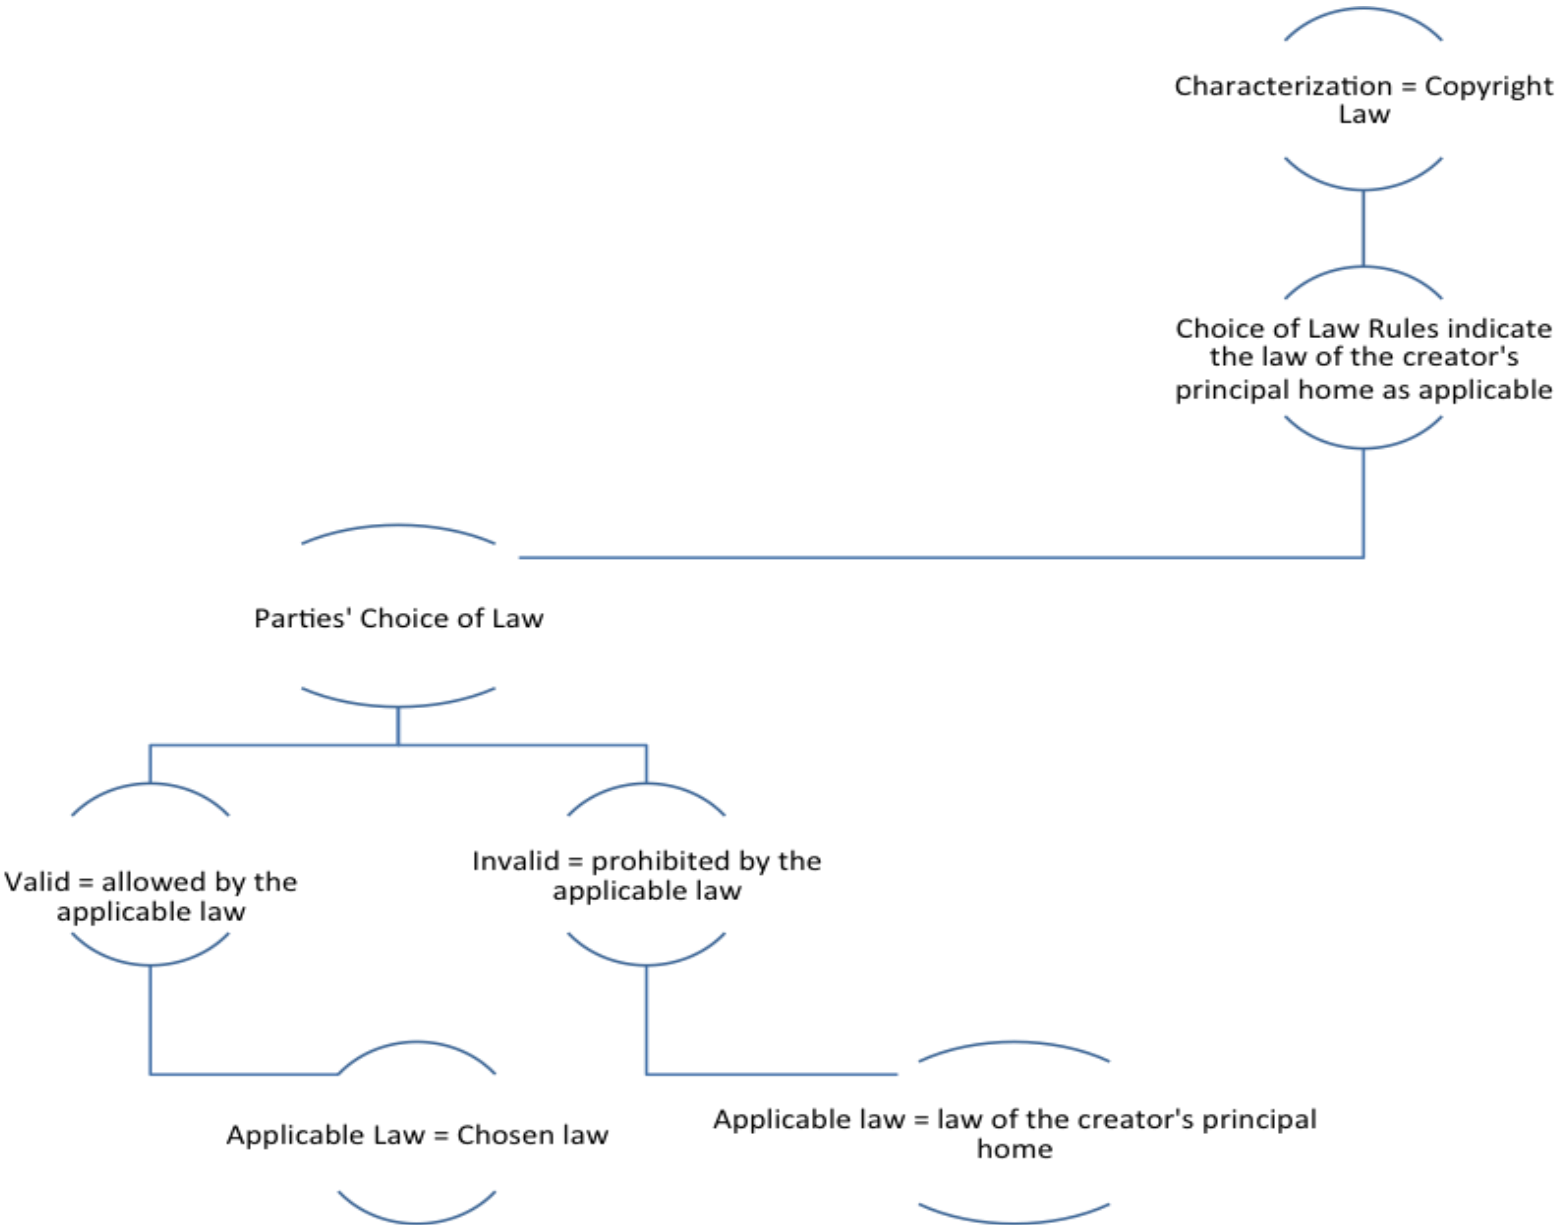 Characterization = Copyright
Law
Choice of Law Rules indicate
the law of the creator's
principal home as applicable
Parties' Choice of Law
Valid = allowed by the
applicable law
Invalid = prohibited by the
applicable law
Applicable Law = Chosen law
Applicable law = law of the creator's principal
home